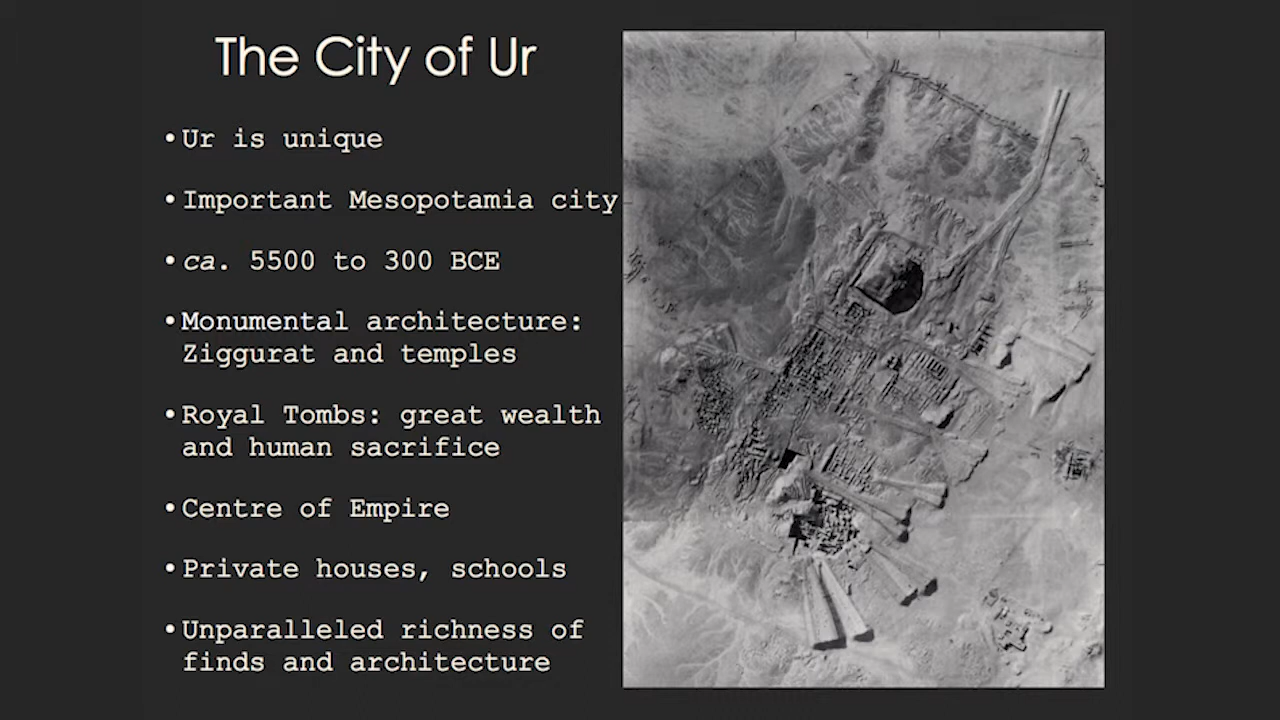 The City of Ur
•Ur is unique
•Important Mesopotamia city
•ca. 5500 to 300 BCE
•Monumental architecture:
Ziggurat and temples
•Royal Tombs: great wealth
and human sacrifice
•Centre of Empire
•Private houses, schools
•Unparalleled richness of
finds and architecture